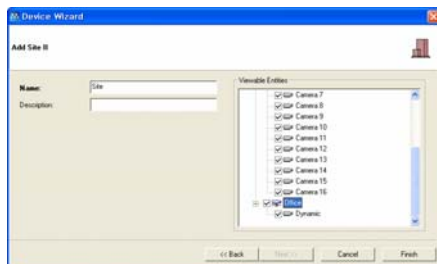 Device Wizard
Add Site II
Name:
Site
Description:
Viewable Entities
Camera 7
Camera 8
Camera 9
Camera 10
Camera 11
Camera 12
Camera 13
Camera 14
Camera 15
Camera 16
Office
Dynamic
<< Back
Next >>
Cancel
Finish